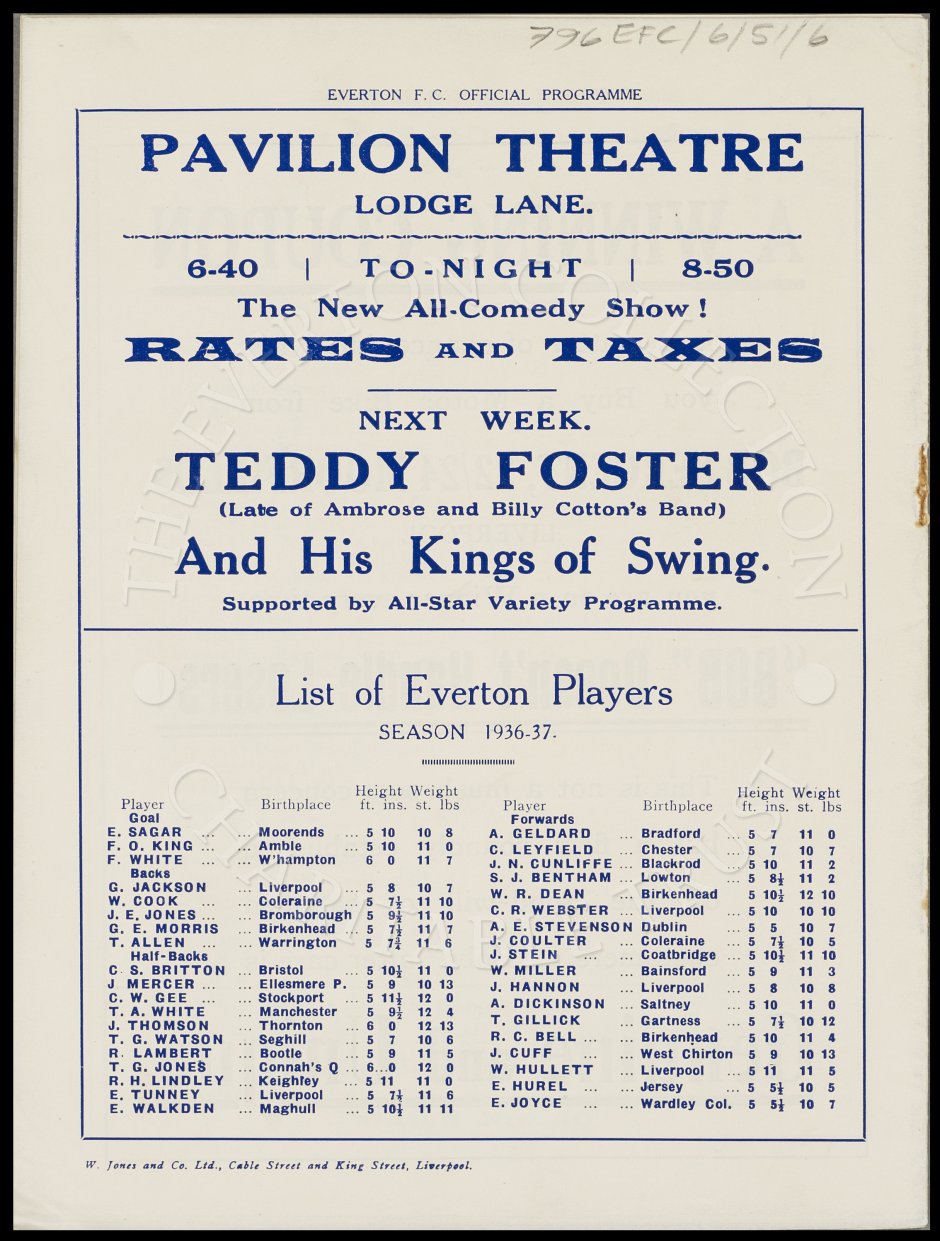 796 EFC/6/51/6
EVERTON F. C. OFFICIAL PROGRAMME
PAVILION THEATRE
LODGE LANE.
6-40 | TO-NIGHT | 8-50
The New All-Comedy Show!
RATES AND TAXES
NEXT WEEK.
TEDDY FOSTER
(Late of Ambrose and Billy Cotton's Band)
And His Kings of Swing.
Supported by All-Star Variety Programme.
List of Everton Players
SEASON 1936-37.
Player Birthplace Height ft. ins. Weight st. lbs
Goal
E. SAGAR ... ... Moorends ... 5 10 10 8
F. O. KING ... ... Amble ... 5 10 11 0
F. WHITE ... ... W'hampton 6 0 11 7
Backs
G. JACKSON ... Liverpool ... 5 8 10 7
W. COOK ... ... Coleraine ... 5 7½ 11 10
J. E. JONES ... ... Bromborough 5 9½ 11 10
G. E. MORRIS ... Birkenhead ... 5 7½ 11 7
T. ALLEN ... ... Warrington 5 7¾ 11 6
Half-Backs
C. S. BRITTON ... Bristol ... 5 10½ 11 0
J MERCER ... ... Ellesmere P. 5 9 10 13
C. W. GEE ... ... Stockport ... 5 11½ 12 0
T. A. WHITE ... Manchester 5 9½ 12 4
J. THOMSON ... Thornton ... 6 0 12 13
T. G. WATSON ... Seghill ... 5 7 10 6
R. LAMBERT ... Bootle ... 5 9 11 5
T. G. JONES ... Connah's Q ... 6...0 12 0
R. H. LINDLEY ... Keighley ... 5 11 11 0
E. TUNNEY ... Liverpool ... 5 7½ 11 6
E. WALKDEN ... Maghull ... 5 10½ 11 11
Player Birthplace Height ft. ins. Weight st. lbs
Forwards
A. GELDARD ... Bradford ... 5 7 11 0
C. LEYFIELD ... Chester ... 5 7 10 7
J. N. CUNLIFFE ... Blackrod ... 5 10 11 2
S. J. BENTHAM ... Lowton ... 5 8½ 11 2
W. R. DEAN ... Birkenhead ... 5 10½ 12 10
C. R. WEBSTER ... Liverpool ... 5 10 10 10
A. E. STEVENSON Dublin ... 5 5 10 7
J. COULTER ... Coleraine ... 5 7½ 10 5
J. STEIN ... ... Coatbridge ... 5 10½ 11 10
W. MILLER ... Bainsford ... 5 9 11 3
J. HANNON ... Liverpool ... 5 8 10 8
A. DICKINSON ... Saltney ... 5 10 11 0
T. GILLICK ... Gartness ... 5 7½ 10 12
R. C. BELL ... ... Birkenhead 5 10 11 4
J. CUFF ... ... West Chirton 5 9 10 13
W. HULLETT ... Liverpool ... 5 11 11 5
E. HUREL ... ... Jersey ... 5 5½ 10 5
E. JOYCE ... ... Wardley Col. 5 5½ 10 7
W. Jones and Co. Ltd., Cable Street and King Street, Liverpool.
THE EVERTON COLLECTION
CHARITABLE TRUST